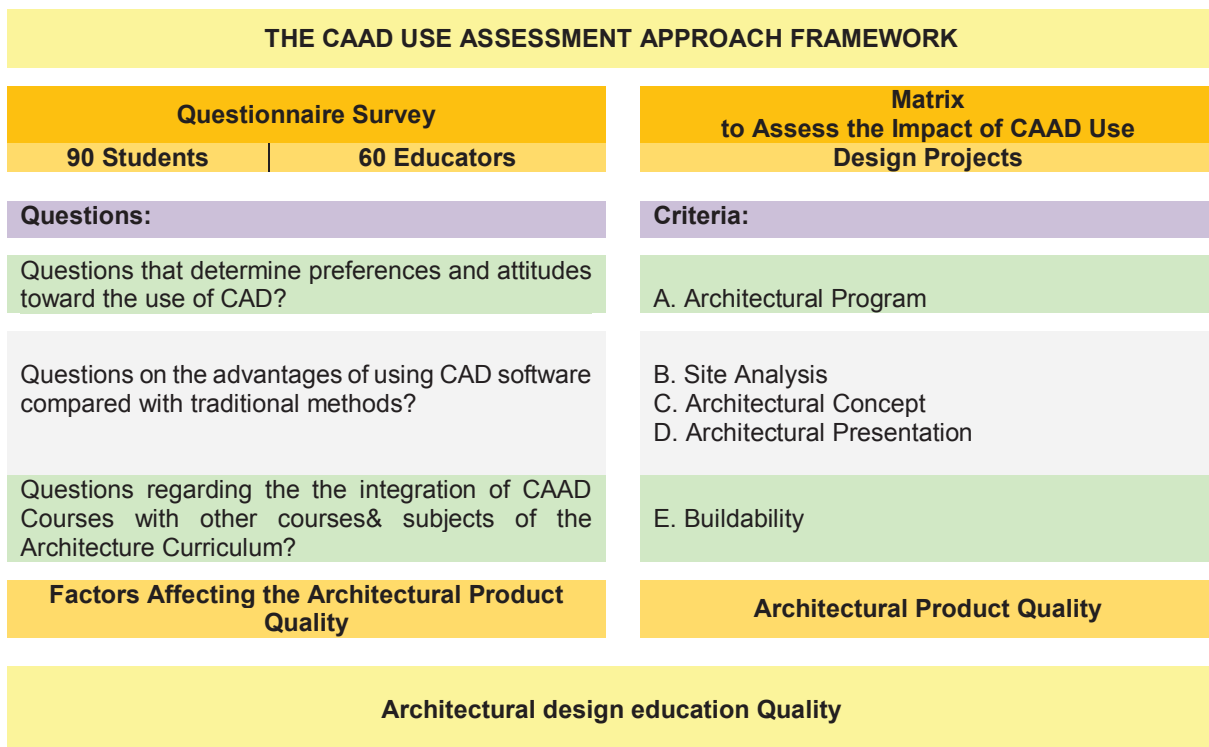 THE CAAD USE ASSESSMENT APPROACH FRAMEWORK
Questionnaire Survey
90 Students
60 Educators
Matrix
to Assess the Impact of CAAD Use
Design Projects
Questions:
Criteria:
Questions that determine preferences and attitudes
toward the use of CAD?
A. Architectural Program
Questions on the advantages of using CAD software
compared with traditional methods?
B. Site Analysis
C. Architectural Concept
D. Architectural Presentation
Questions regarding the the integration of CAAD
Courses with other courses& subjects of the
Architecture Curriculum?
E. Buildability
Factors Affecting the Architectural Product
Quality
Architectural Product Quality
Architectural design education Quality